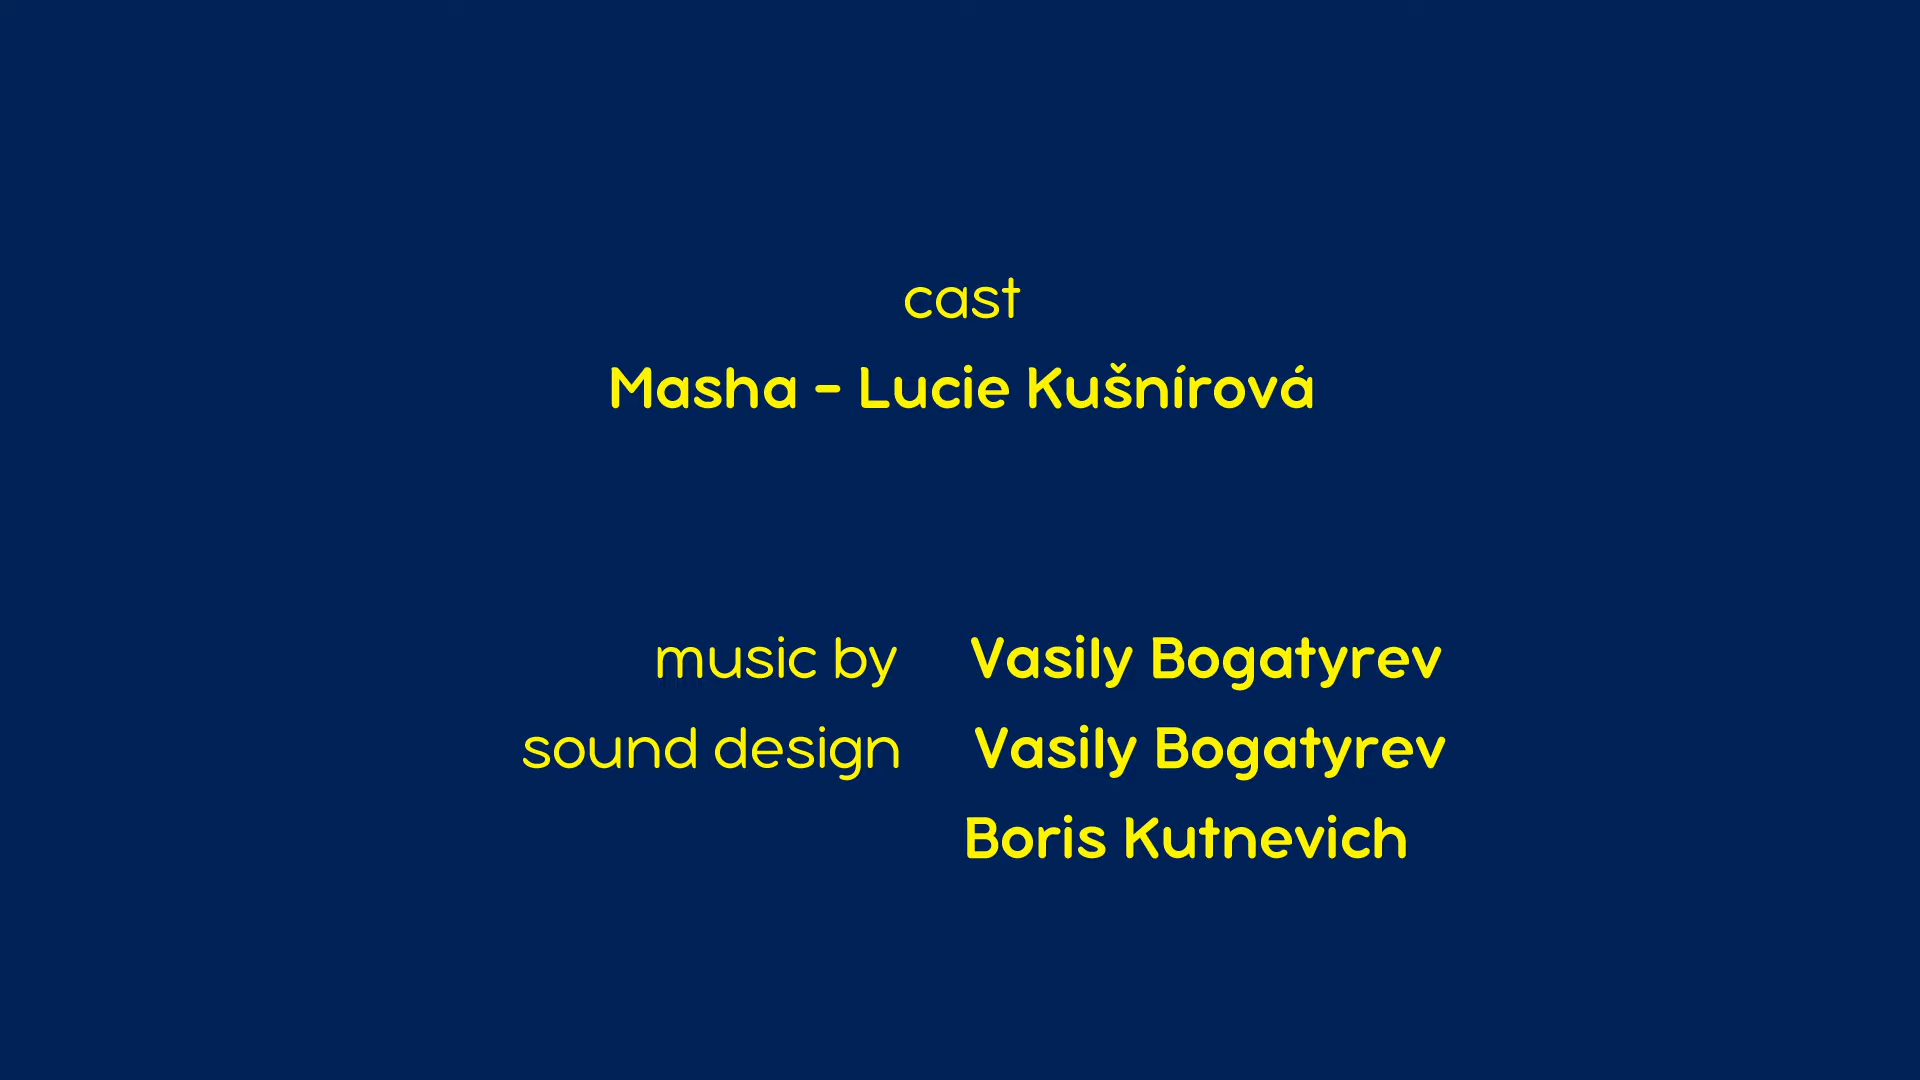 cast
Masha - Lucie Kušnírová
music by Vasily Bogatyrev
sound design Vasily Bogatyrev
Boris Kutnevich